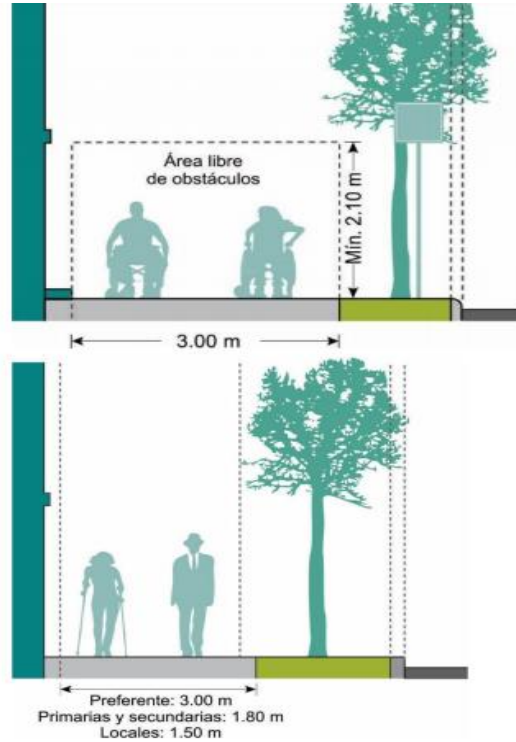 Área libre
de obstáculos
Mín. 2.10 m
3.00 m
Preferente: 3.00 m
Primarias y secundarias: 1.80 m
Locales: 1.50 m